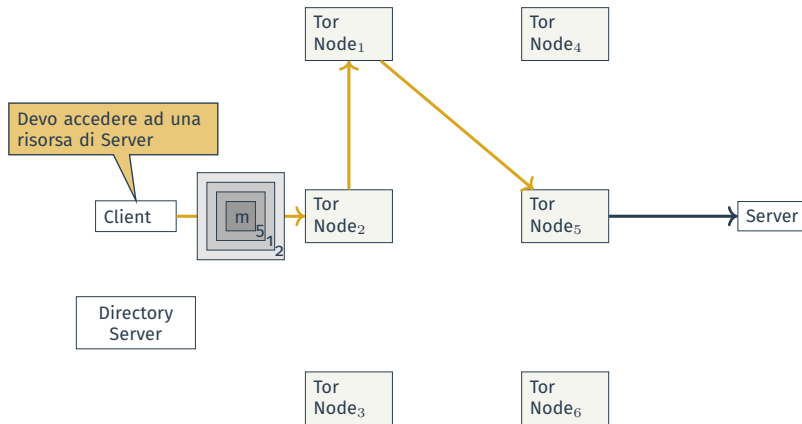 Tor
Node₁
Tor
Node₄
Devo accedere ad una
risorsa di Server
Client
m
5
1
2
Tor
Node₂
Tor
Node₅
Server
Directory
Server
Tor
Node₃
Tor
Node₆